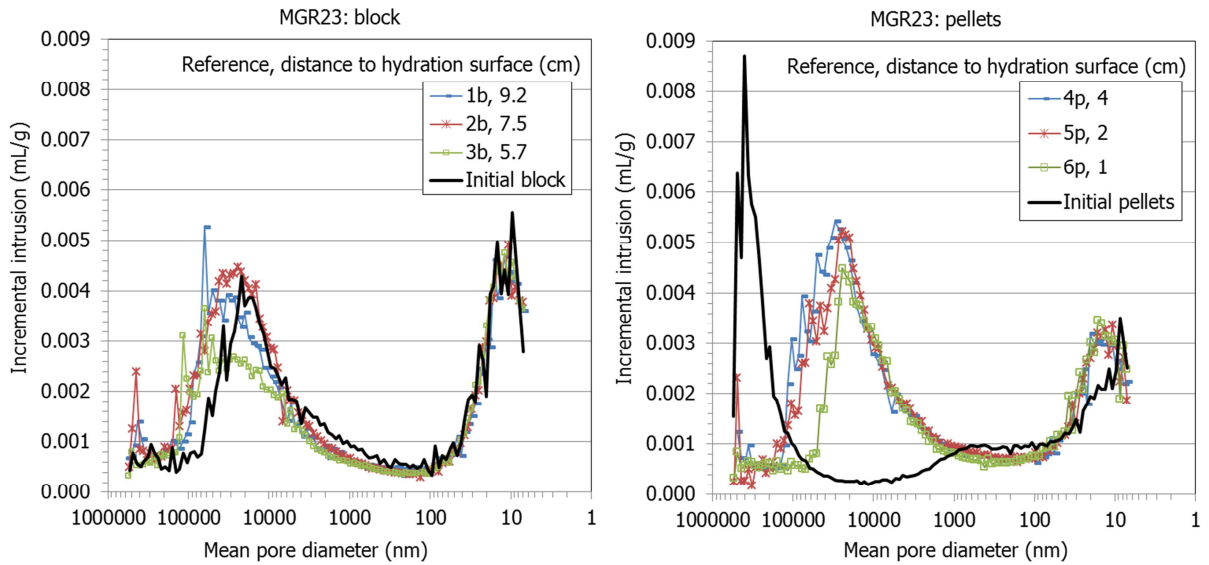 MGR23: block
Incremental intrusion (mL/g)
0.009
0.008
0.007
0.006
0.005
0.004
0.003
0.002
0.001
0.000
Reference, distance to hydration surface (cm)
1b, 9.2
2b, 7.5
3b, 5.7
Initial block
1000000 100000 10000 1000 100 10 1
Mean pore diameter (nm)
MGR23: pellets
Incremental intrusion (mL/g)
0.009
0.008
0.007
0.006
0.005
0.004
0.003
0.002
0.001
0.000
Reference, distance to hydration surface (cm)
4p, 4
5p, 2
6p, 1
Initial pellets
1000000 100000 10000 1000 100 10 1
Mean pore diameter (nm)